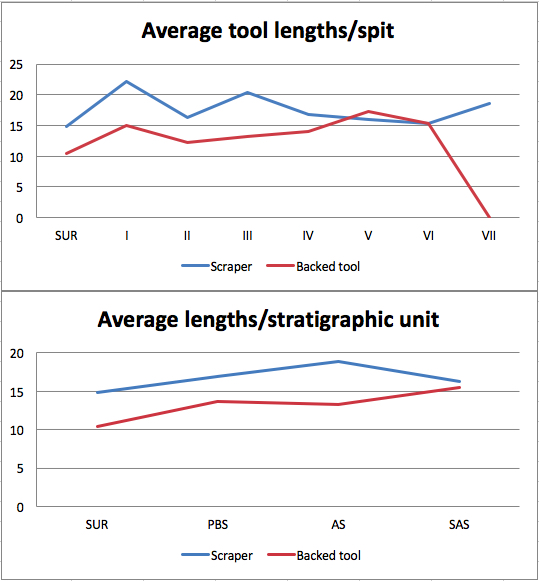 Average tool lengths/spit
25
20
15
10
5
0
SUR I II III IV V VI VII
Scraper Backed tool
Average lengths/stratigraphic unit
20
15
10
5
0
SUR PBS AS SAS
Scraper Backed tool